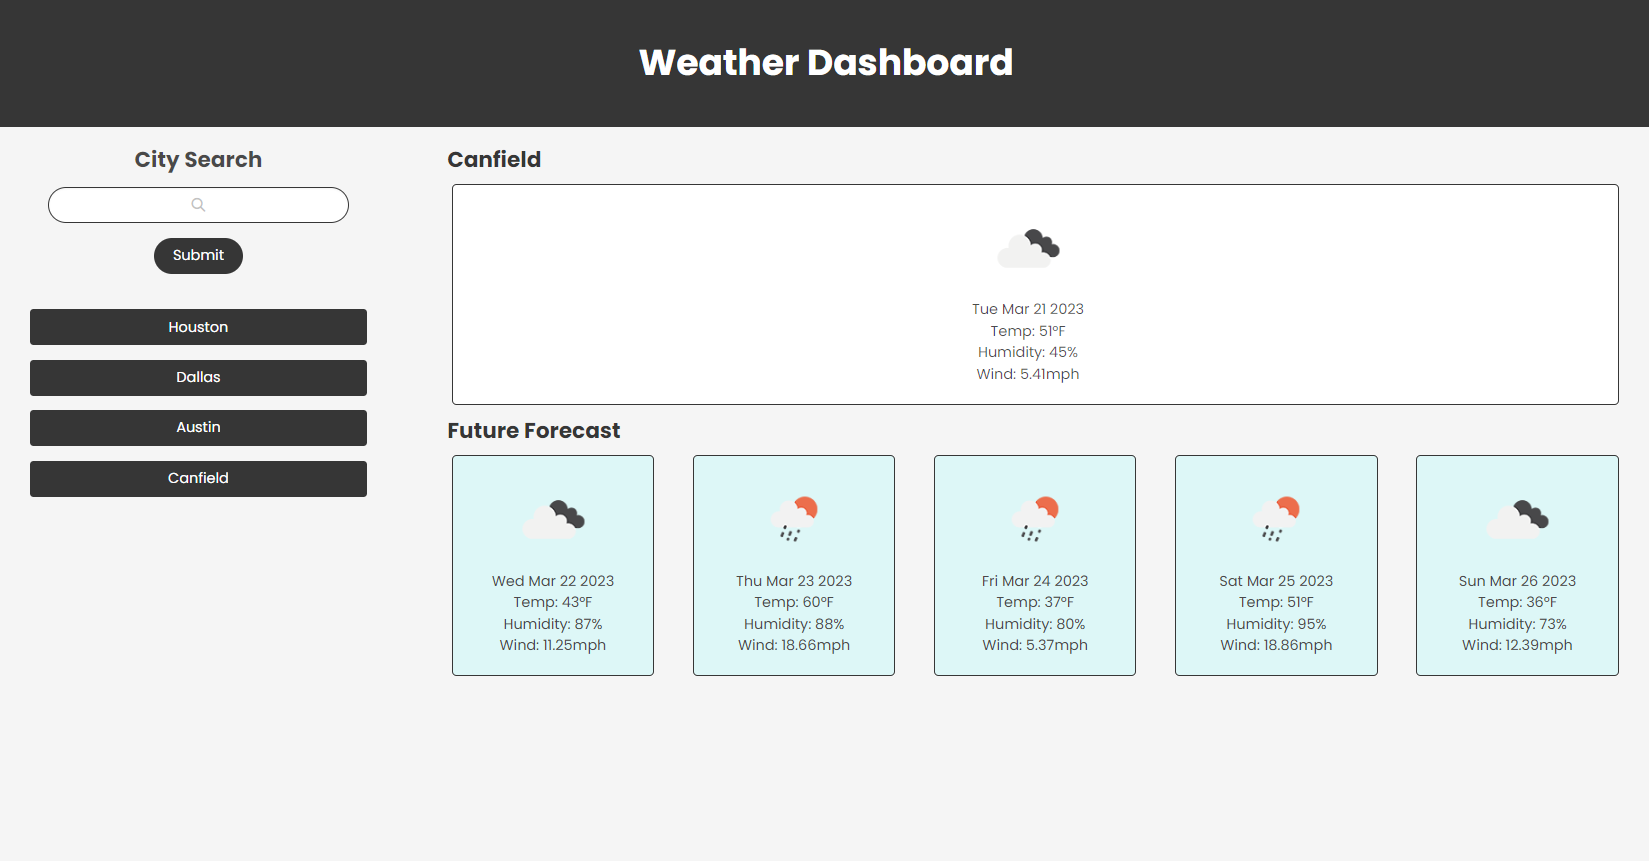 Weather Dashboard
City Search
Submit
Houston
Dallas
Austin
Canfield
Canfield
Tue Mar 21 2023
Temp: 51°F
Humidity: 45%
Wind: 5.41mph
Future Forecast
Wed Mar 22 2023
Temp: 43°F
Humidity: 87%
Wind: 11.25mph
Thu Mar 23 2023
Temp: 60°F
Humidity: 88%
Wind: 18.66mph
Fri Mar 24 2023
Temp: 37°F
Humidity: 80%
Wind: 5.37mph
Sat Mar 25 2023
Temp: 51°F
Humidity: 95%
Wind: 18.86mph
Sun Mar 26 2023
Temp: 36°F
Humidity: 73%
Wind: 12.39mph